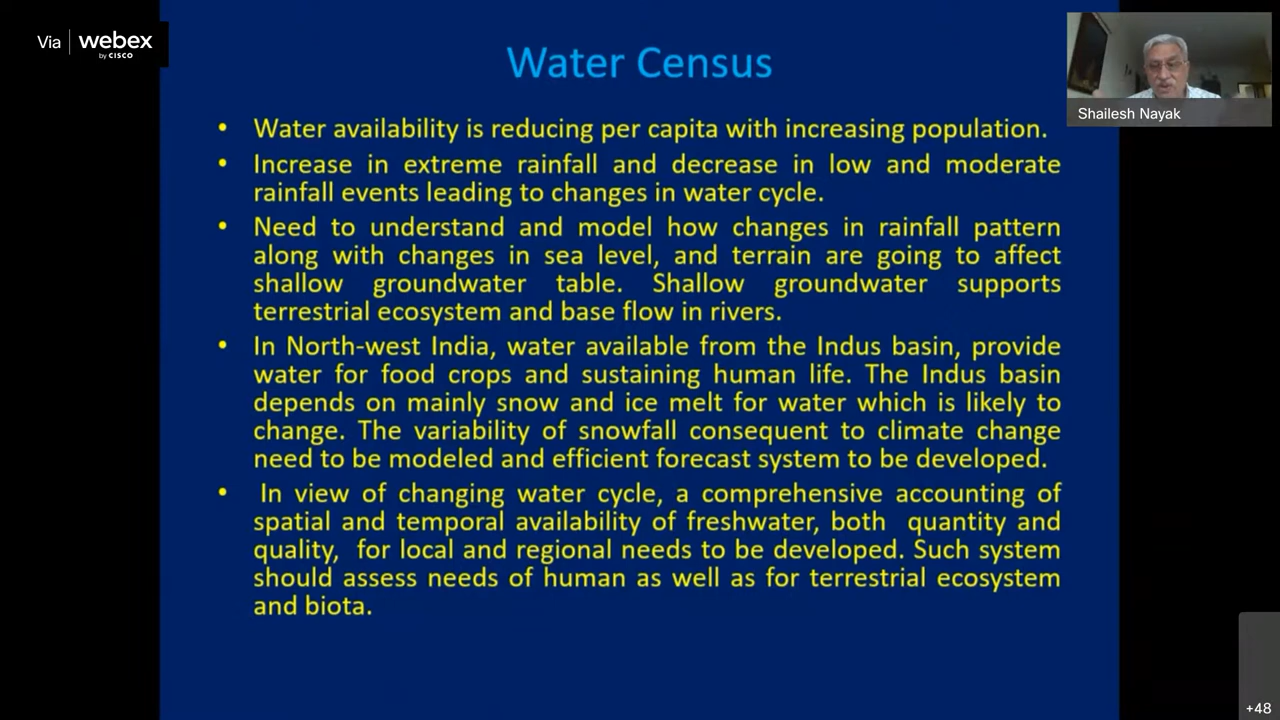 Via webex
by CISCO
Water Census
Shailesh Nayak
• Water availability is reducing per capita with increasing population.
• Increase in extreme rainfall and decrease in low and moderate
rainfall events leading to changes in water cycle.
• Need to understand and model how changes in rainfall pattern
along with changes in sea level, and terrain are going to affect
shallow groundwater table. Shallow groundwater supports
terrestrial ecosystem and base flow in rivers.
• In North-west India, water available from the Indus basin, provide
water for food crops and sustaining human life. The Indus basin
depends on mainly snow and ice melt for water which is likely to
change. The variability of snowfall consequent to climate change
need to be modeled and efficient forecast system to be developed.
• In view of changing water cycle, a comprehensive accounting of
spatial and temporal availability of freshwater, both quantity and
quality, for local and regional needs to be developed. Such system
should assess needs of human as well as for terrestrial ecosystem
and biota.
+48